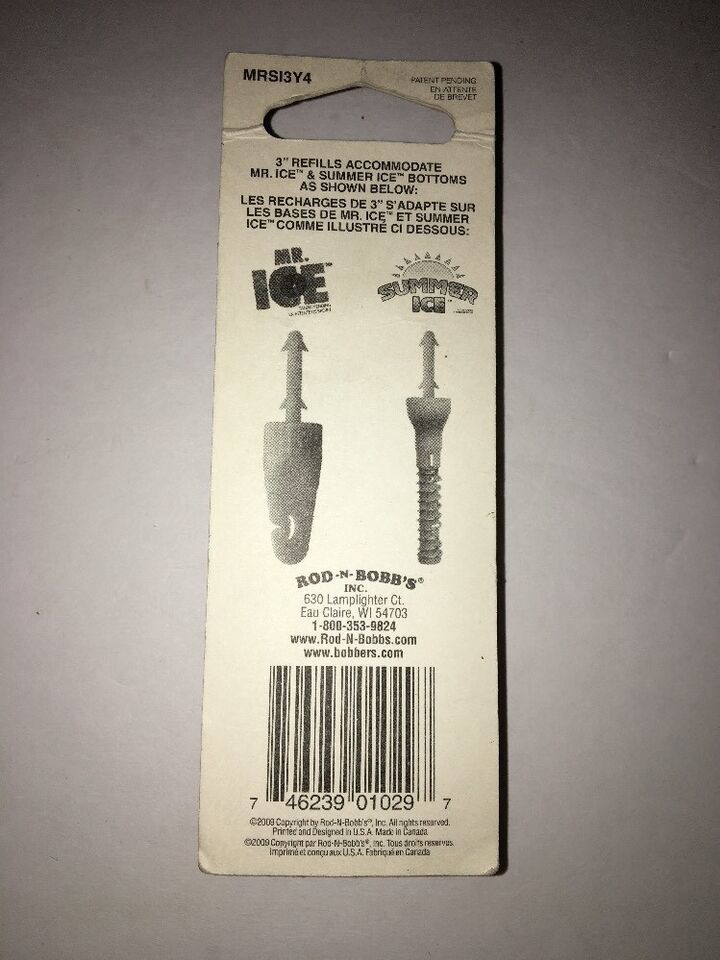 MRSI3Y4
PATENT PENDING
EN ATTENTE
DE BREVET
3" REFILLS ACCOMMODATE
MR. ICE™ & SUMMER ICE™ BOTTOMS
AS SHOWN BELOW:
LES RECHARGES DE 3" S'ADAPTE SUR
LES BASES DE MR. ICE™ ET SUMMER
ICE™ COMME ILLUSTRÉ CI DESSOUS:
MR.
ICE™
SUMMER
ICE™
ROD-N-BOBB'S®
INC.
630 Lamplighter Ct.
Eau Claire, WI 54703
1-800-353-9824
www.Rod-N-Bobbs.com
www.bobbers.com
7 46239 01029 7
©2009 Copyright by Rod-N-Bobb's®, Inc. All rights reserved.
Printed and Designed in U.S.A. Made in Canada
©2009 Copyright par Rod-N-Bobb's®, Inc. Tous droits reservés.
Imprimé et conçu aux U.S.A. Fabriqué en Canada